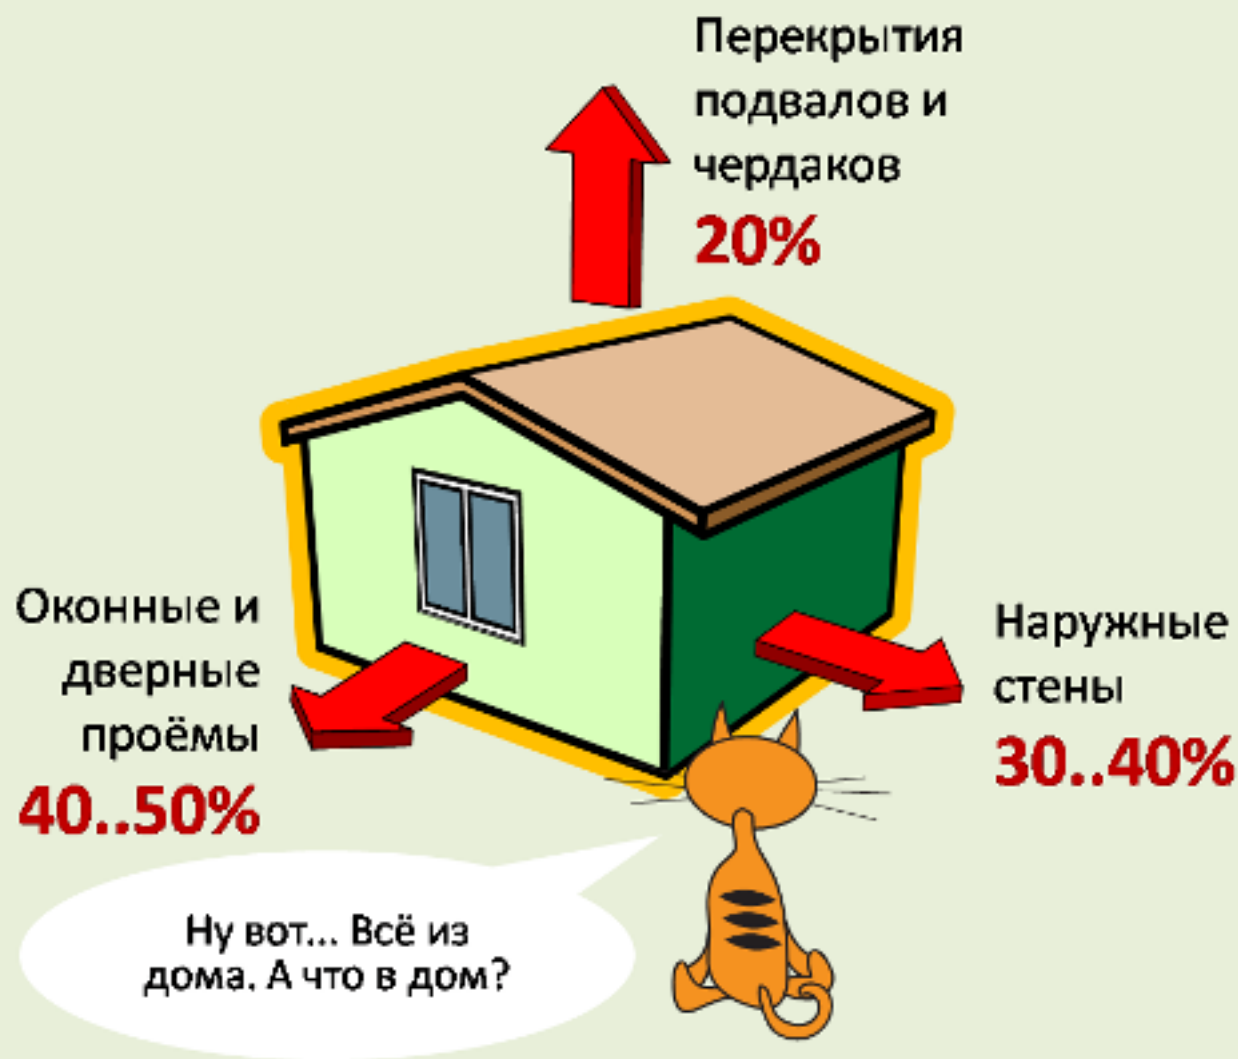 Перекрытия
подвалов и
чердаков
20%
Оконные и
дверные
проёмы
40..50%
Наружные
стены
30..40%
Ну вот... Всё из
дома. А что в дом?